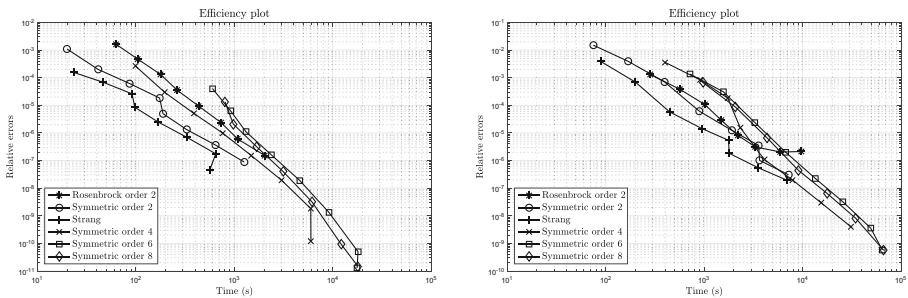 Efficiency plot
10^-2
10^-3
10^-4
10^-5
10^-6
10^-7
10^-8
10^-9
10^-10
10^-11
Relative errors
Rosenbrock order 2
Symmetric order 2
Strang
Symmetric order 4
Symmetric order 6
Symmetric order 8
10^1
10^2
10^3
10^4
10^5
Time (s)
Efficiency plot
10^-1
10^-2
10^-3
10^-4
10^-5
10^-6
10^-7
10^-8
10^-9
10^-10
Relative errors
Rosenbrock order 2
Symmetric order 2
Strang
Symmetric order 4
Symmetric order 6
Symmetric order 8
10^1
10^2
10^3
10^4
10^5
Time (s)